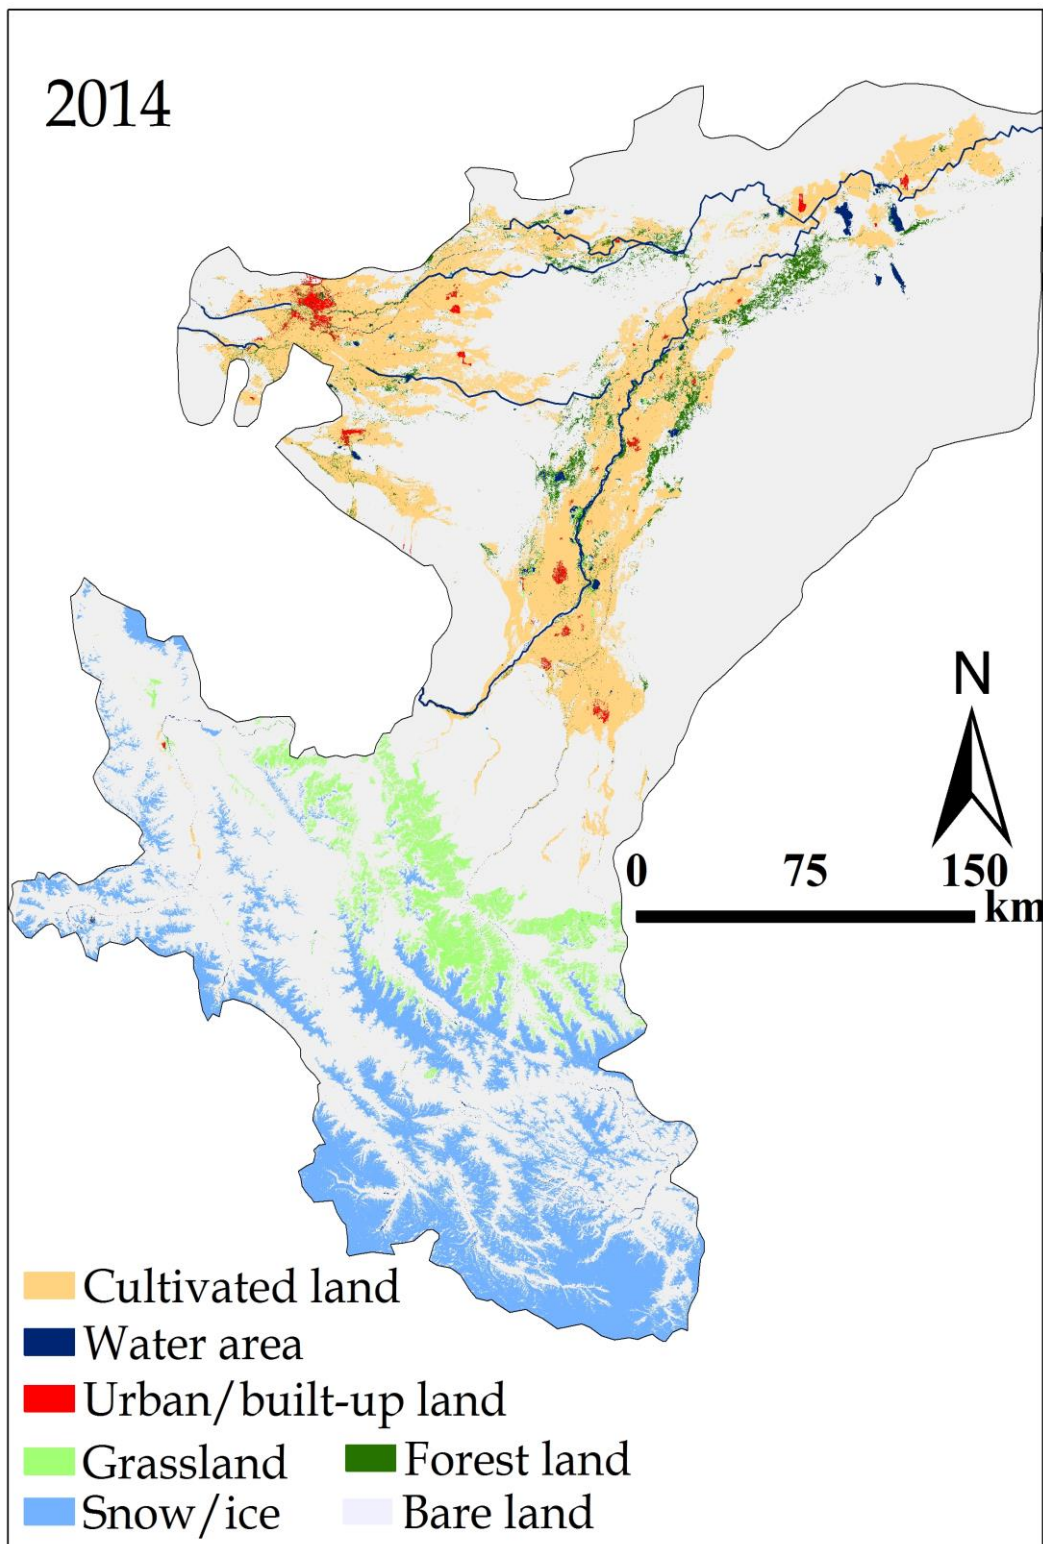 2014
N
0 75 150
km
Cultivated land
Water area
Urban/built-up land
Grassland Forest land
Snow/ice Bare land